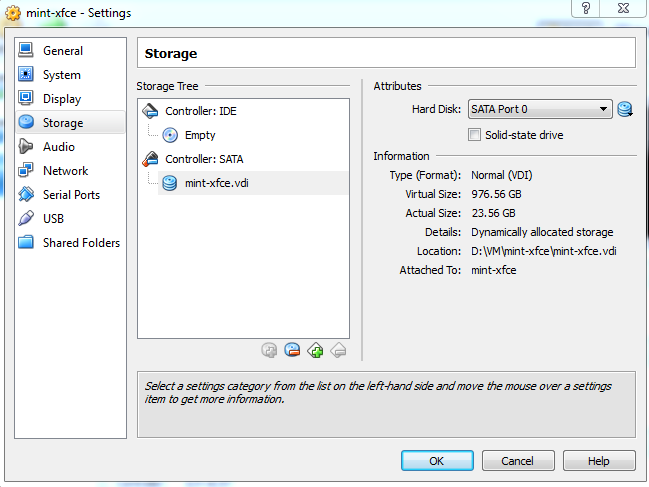 mint-xfce - Settings
General
System
Display
Storage
Audio
Network
Serial Ports
USB
Shared Folders
Storage
Storage Tree
Controller: IDE
Empty
Controller: SATA
mint-xfce.vdi
Attributes
Hard Disk: SATA Port 0
Solid-state drive
Information
Type (Format): Normal (VDI)
Virtual Size: 976.56 GB
Actual Size: 23.56 GB
Details: Dynamically allocated storage
Location: D:\VM\mint-xfce\mint-xfce.vdi
Attached To: mint-xfce
Select a settings category from the list on the left-hand side and move the mouse over a settings
item to get more information.
OK Cancel Help